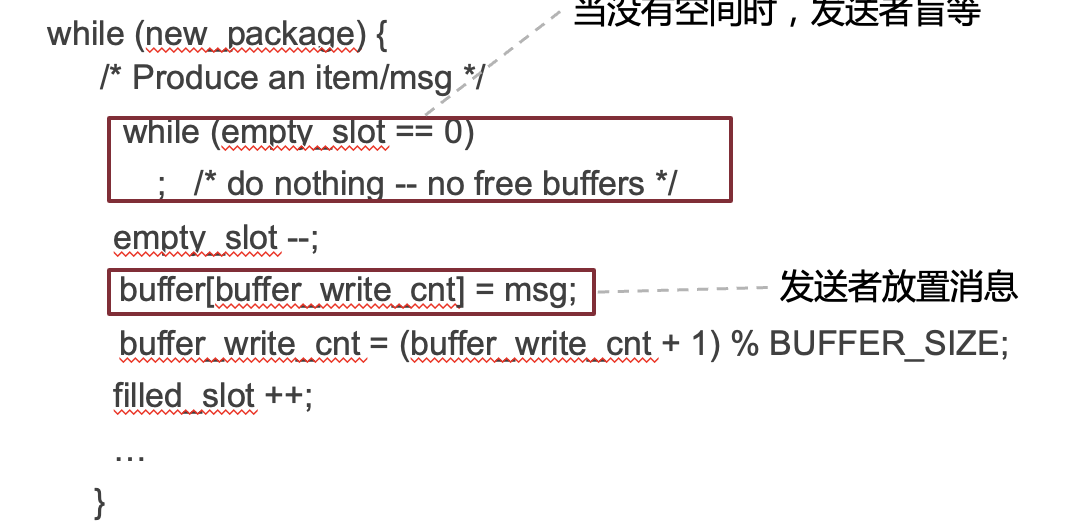 当没有空间时，发送者盲等
while (new_package) {
/* Produce an item/msg */
while (empty_slot == 0)
; /* do nothing -- no free buffers */
empty_slot --;
buffer[buffer_write_cnt] = msg; 发送者放置消息
buffer_write_cnt = (buffer_write_cnt + 1) % BUFFER_SIZE;
filled_slot ++;
...
}